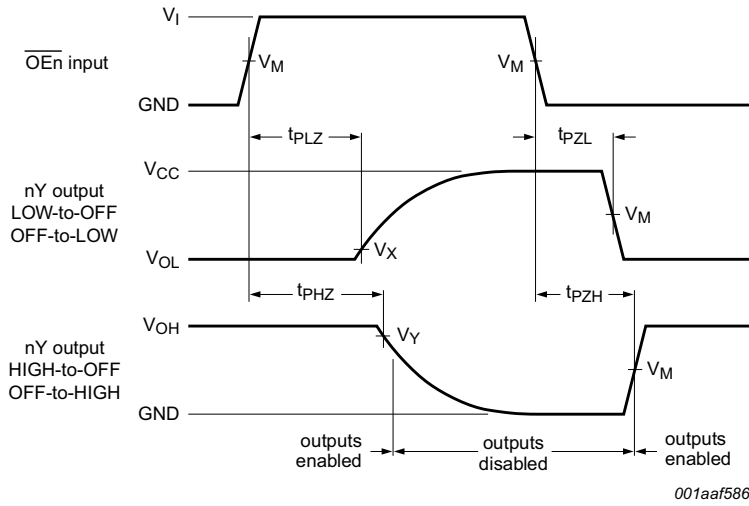 V_I
OEn input
V_M
V_M
GND
t_PLZ
t_PZL
V_CC
nY output
LOW-to-OFF
OFF-to-LOW
V_M
V_X
V_OL
t_PHZ
t_PZH
V_OH
nY output
HIGH-to-OFF
OFF-to-HIGH
V_Y
V_M
GND
outputs
enabled
outputs
disabled
outputs
enabled
001aaf586